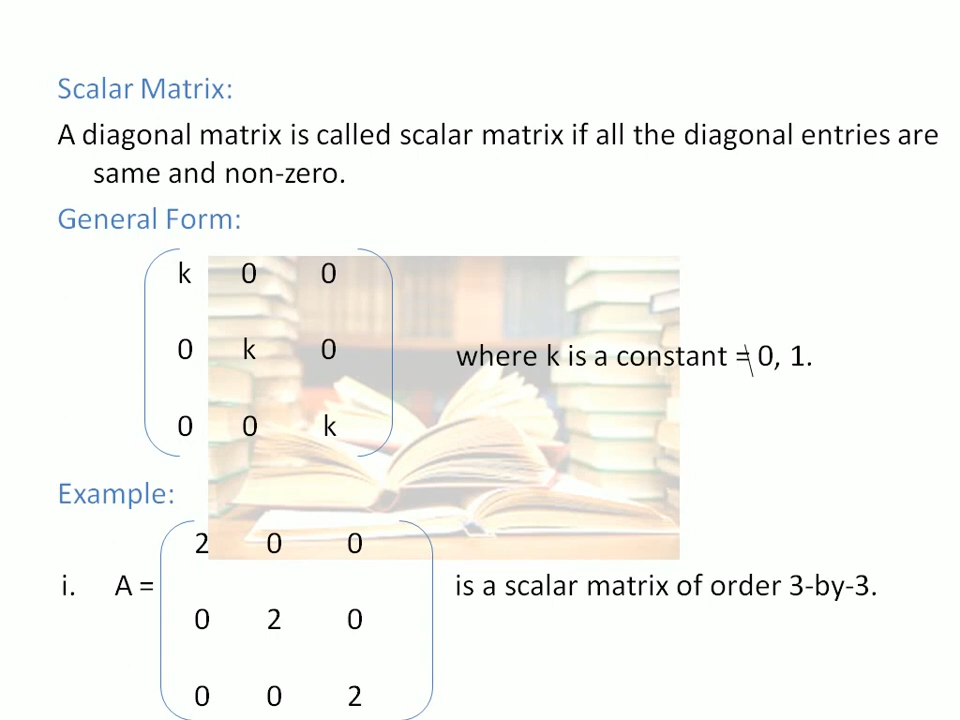 Scalar Matrix:
A diagonal matrix is called scalar matrix if all the diagonal entries are
same and non-zero.
General Form:
k 0 0
0 k 0
where k is a constant ≠ 0, 1.
0 0 k
Example:
2 0 0
i. A =
is a scalar matrix of order 3-by-3.
0 2 0
0 0 2